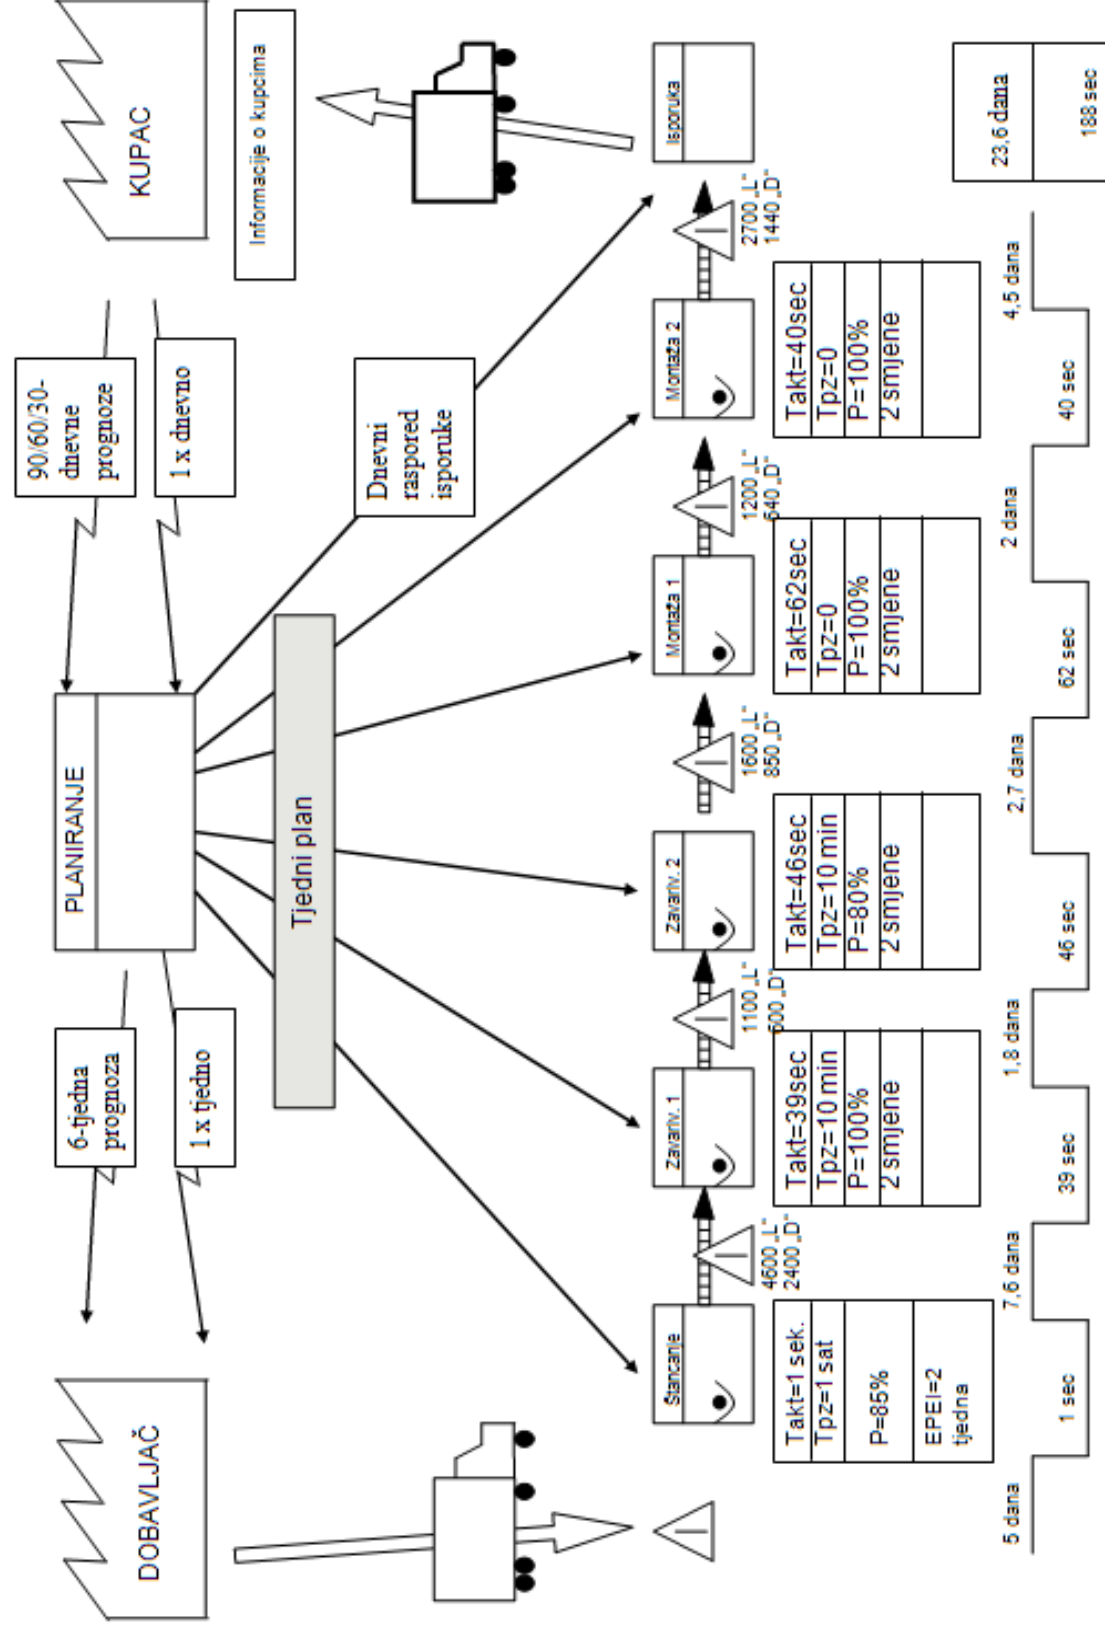 DOBAVLJAČ
6-tjedna
prognoza
1 x tjedno
PLANIRANJE
90/60/30-
dnevne
prognoze
1 x dnevno
KUPAC
Informacije o kupcima
Tjedni plan
Dnevni
raspored
isporuke
Štancanje
Zavariv. 1
Zavariv. 2
Montaža 1
Montaža 2
Isporuka
4600 „L“
2400 „D“
1100 „L“
600 „D“
1600 „L“
850 „D“
1200 „L“
640 „D“
2700 „L“
1440 „D“
Takt=1 sek.
Tpz=1 sat
P=85%
EPEI=2
tjedna
Takt=39sec
Tpz=10 min
P=100%
2 smjene
Takt=46sec
Tpz=10 min
P=80%
2 smjene
Takt=62sec
Tpz=0
P=100%
2 smjene
Takt=40sec
Tpz=0
P=100%
2 smjene
5 dana
1 sec
7,6 dana
39 sec
1,8 dana
46 sec
2,7 dana
62 sec
2 dana
40 sec
4,5 dana
23,6 dana
188 sec